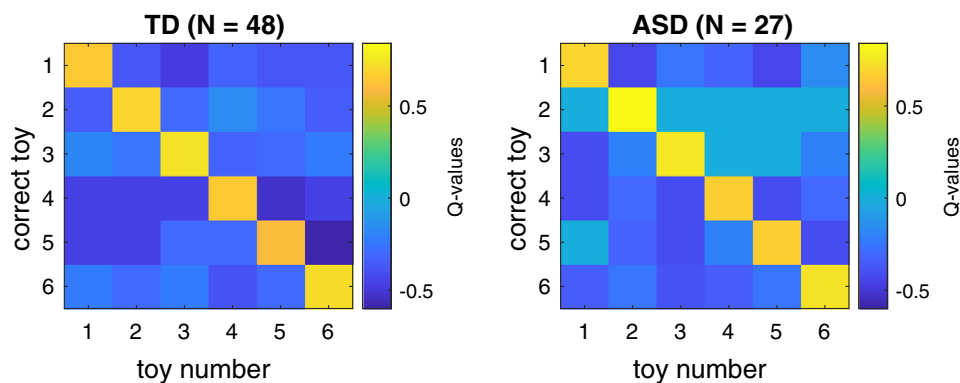 TD (N = 48)
correct toy
1
2
3
4
5
6
1 2 3 4 5 6
toy number
0.5
0
-0.5
Q-values
ASD (N = 27)
correct toy
1
2
3
4
5
6
1 2 3 4 5 6
toy number
0.5
0
-0.5
Q-values